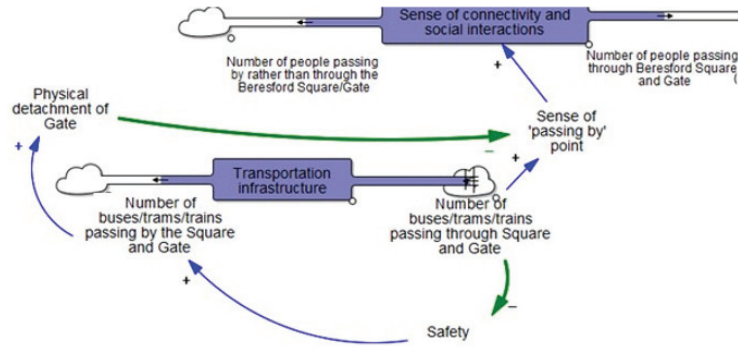 Sense of connectivity and
social interactions
Number of people passing
by rather than through the
Beresford Square/Gate
Number of people passing
through Beresford Square
and Gate
Physical
detachment of
Gate
+
Sense of
'passing by'
point
+
–
+
Transportation
infrastructure
Number of
buses/trams/trains
passing by the Square
and Gate
Number of
buses/trams/trains
passing through Square
and Gate
+
–
Safety